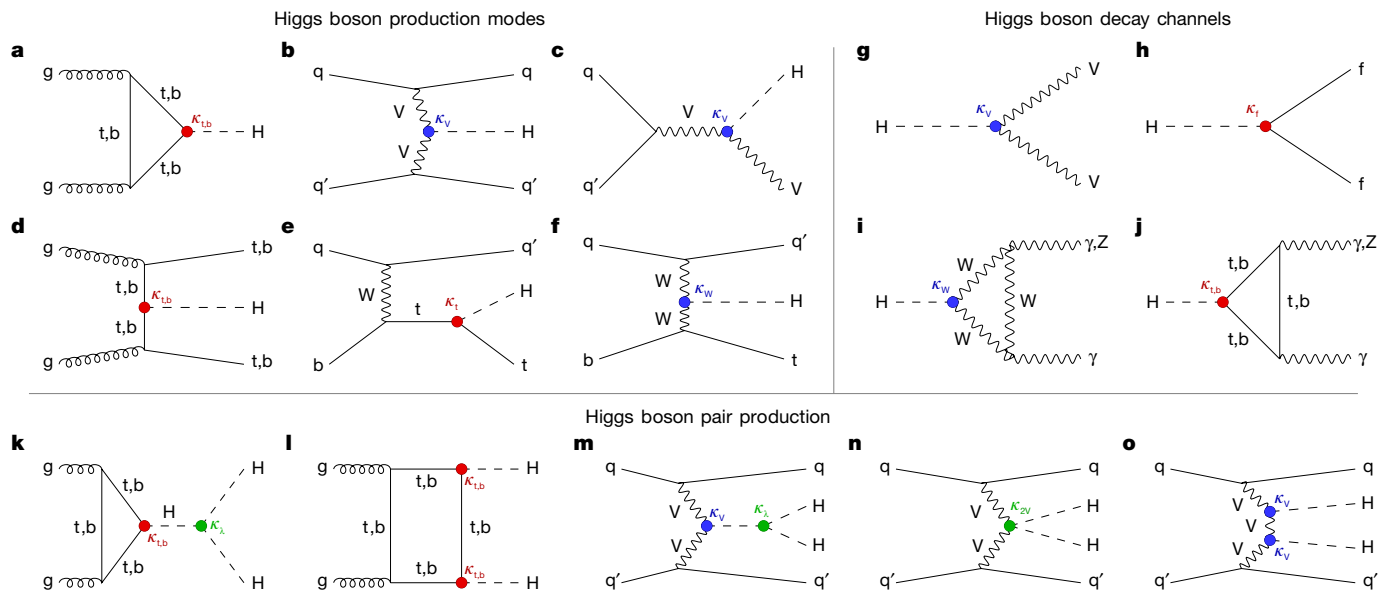 Higgs boson production modes
Higgs boson decay channels
a
g
g
t,b
t,b
t,b
κt,b
H
b
q
q′
V
V
κV
q
H
q′
c
q
q′
V
κV
H
V
g
H
κV
V
V
h
H
κf
f
f
d
g
g
t,b
t,b
κt,b
t,b
H
t,b
e
q
b
W
t
κt
q′
H
t
f
q
b
W
W
κW
q′
H
t
i
H
κW
W
W
W
γ,Z
γ
j
H
κt,b
t,b
t,b
t,b
γ,Z
γ
Higgs boson pair production
k
g
g
t,b
t,b
t,b
κt,b
H
κλ
H
H
l
g
g
t,b
t,b
t,b
t,b
κt,b
κt,b
H
H
m
q
q′
V
V
κV
κλ
q
H
H
q′
n
q
q′
V
V
κ2V
q
H
H
q′
o
q
q′
V
V
V
κV
κV
q
H
H
q′